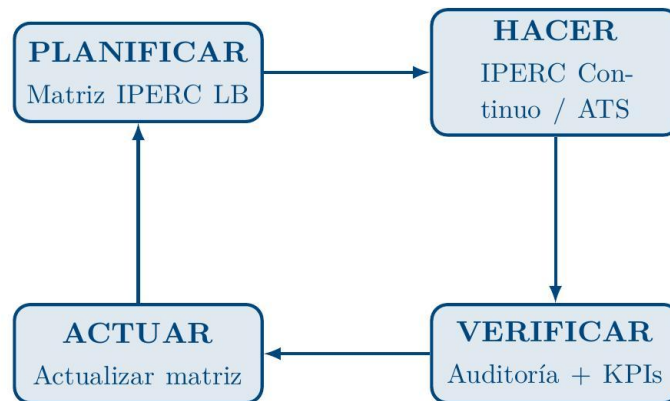 PLANIFICAR
Matriz IPERC LB
HACER
IPERC Con-
tinuo / ATS
VERIFICAR
Auditoría + KPIs
ACTUAR
Actualizar matriz